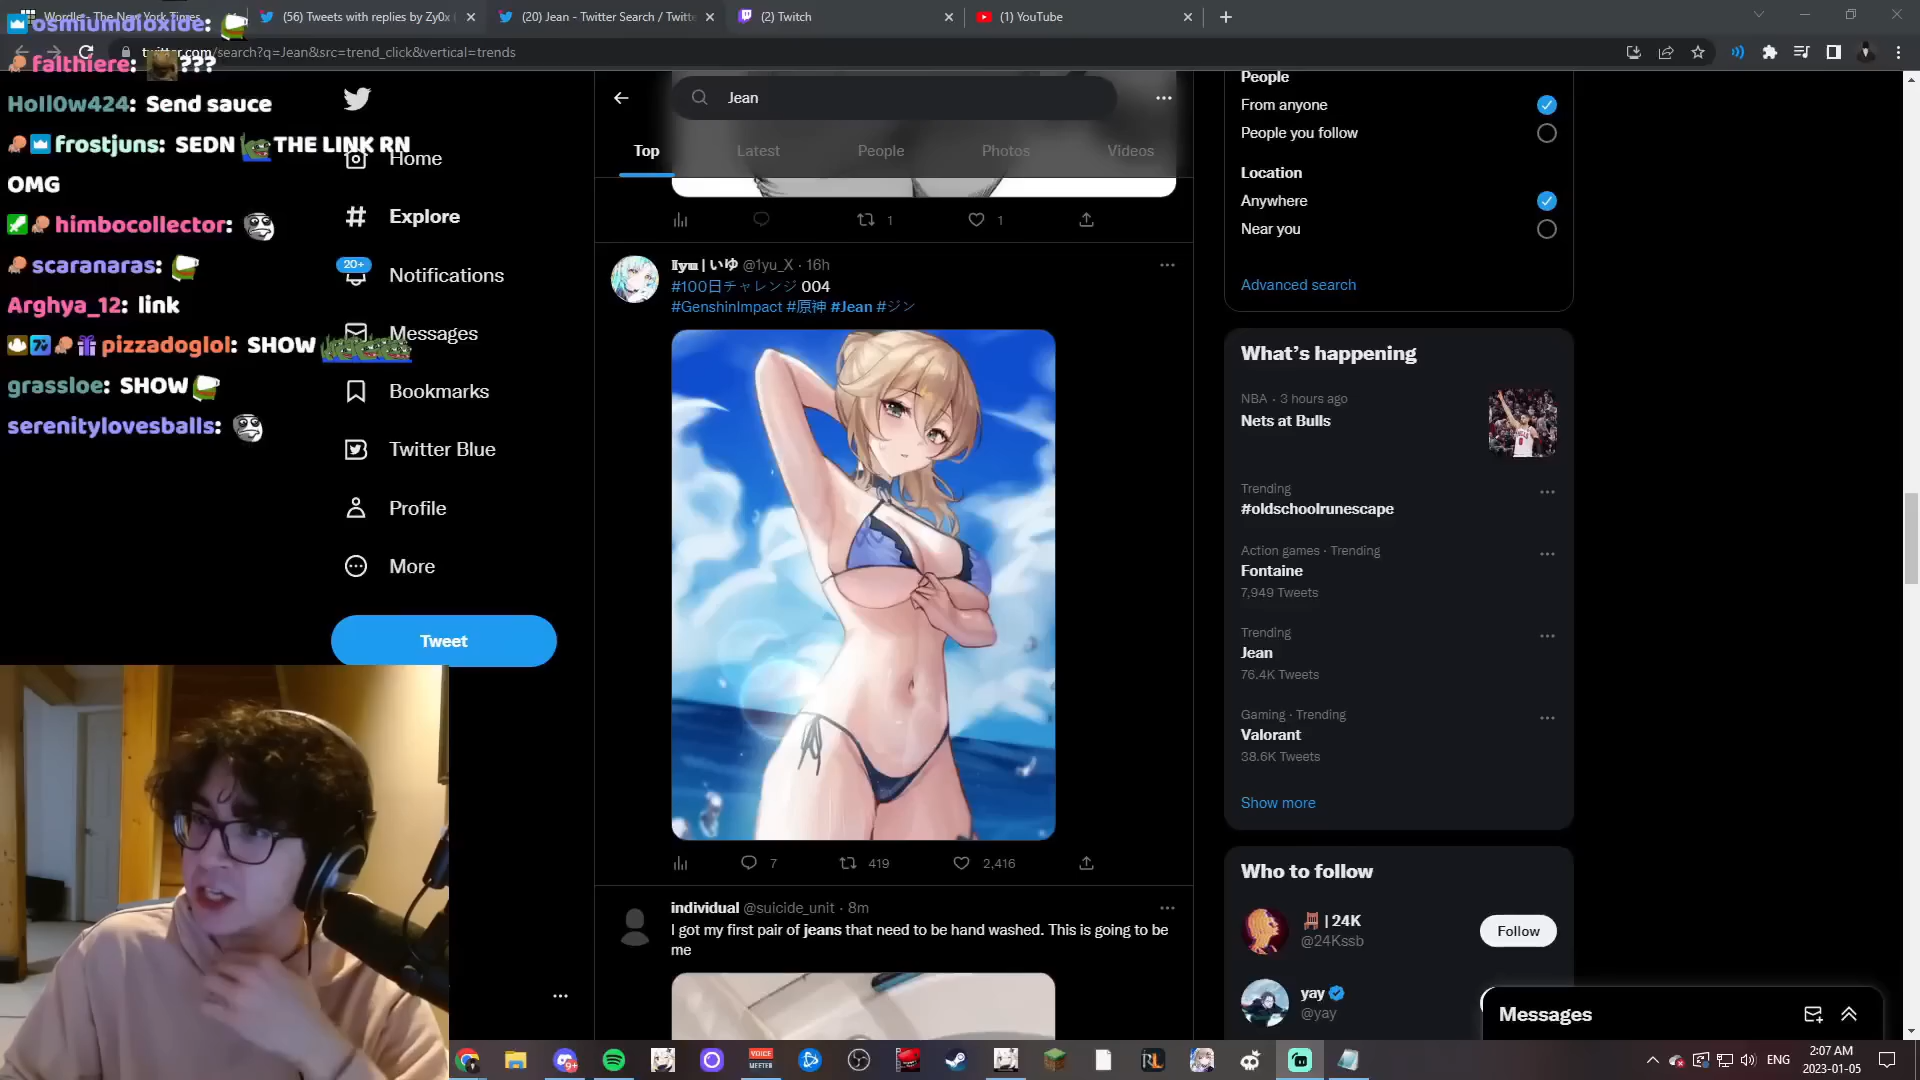 Wordle - The New York Times
(56) Tweets with replies by Zy0x
(20) Jean - Twitter Search / Twitte
(2) Twitch
(1) YouTube
twitter.com/search?q=Jean&src=trend_click&vertical=trends
osmiumdioxide:
falthiere: ???
Holl0w424: Send sauce
frostjuns: SEDN THE LINK RN
OMG
himbocollector:
scaranaras:
Arghya_12: link
pizzadoglol: SHOW
grassloe: SHOW
serenitylovesballs:
Home
Explore
20+
Notifications
Messages
Bookmarks
Twitter Blue
Profile
More
Tweet
Jean
Top
Latest
People
Photos
Videos
1
1
Iyu | いゆ @1yu_X · 16h
#100日チャレンジ 004
#GenshinImpact #原神 #Jean #ジン
7
419
2,416
individual @suicide_unit · 8m
I got my first pair of jeans that need to be hand washed. This is going to be
me
People
From anyone
People you follow
Location
Anywhere
Near you
Advanced search
What's happening
NBA · 3 hours ago
Nets at Bulls
Trending
#oldschoolrunescape
Action games · Trending
Fontaine
7,949 Tweets
Trending
Jean
76.4K Tweets
Gaming · Trending
Valorant
38.6K Tweets
Show more
Who to follow
| 24K
@24Kssb
Follow
yay
@yay
Messages
9+
VOICE
MEETER
RL
ENG
2:07 AM
2023-01-05